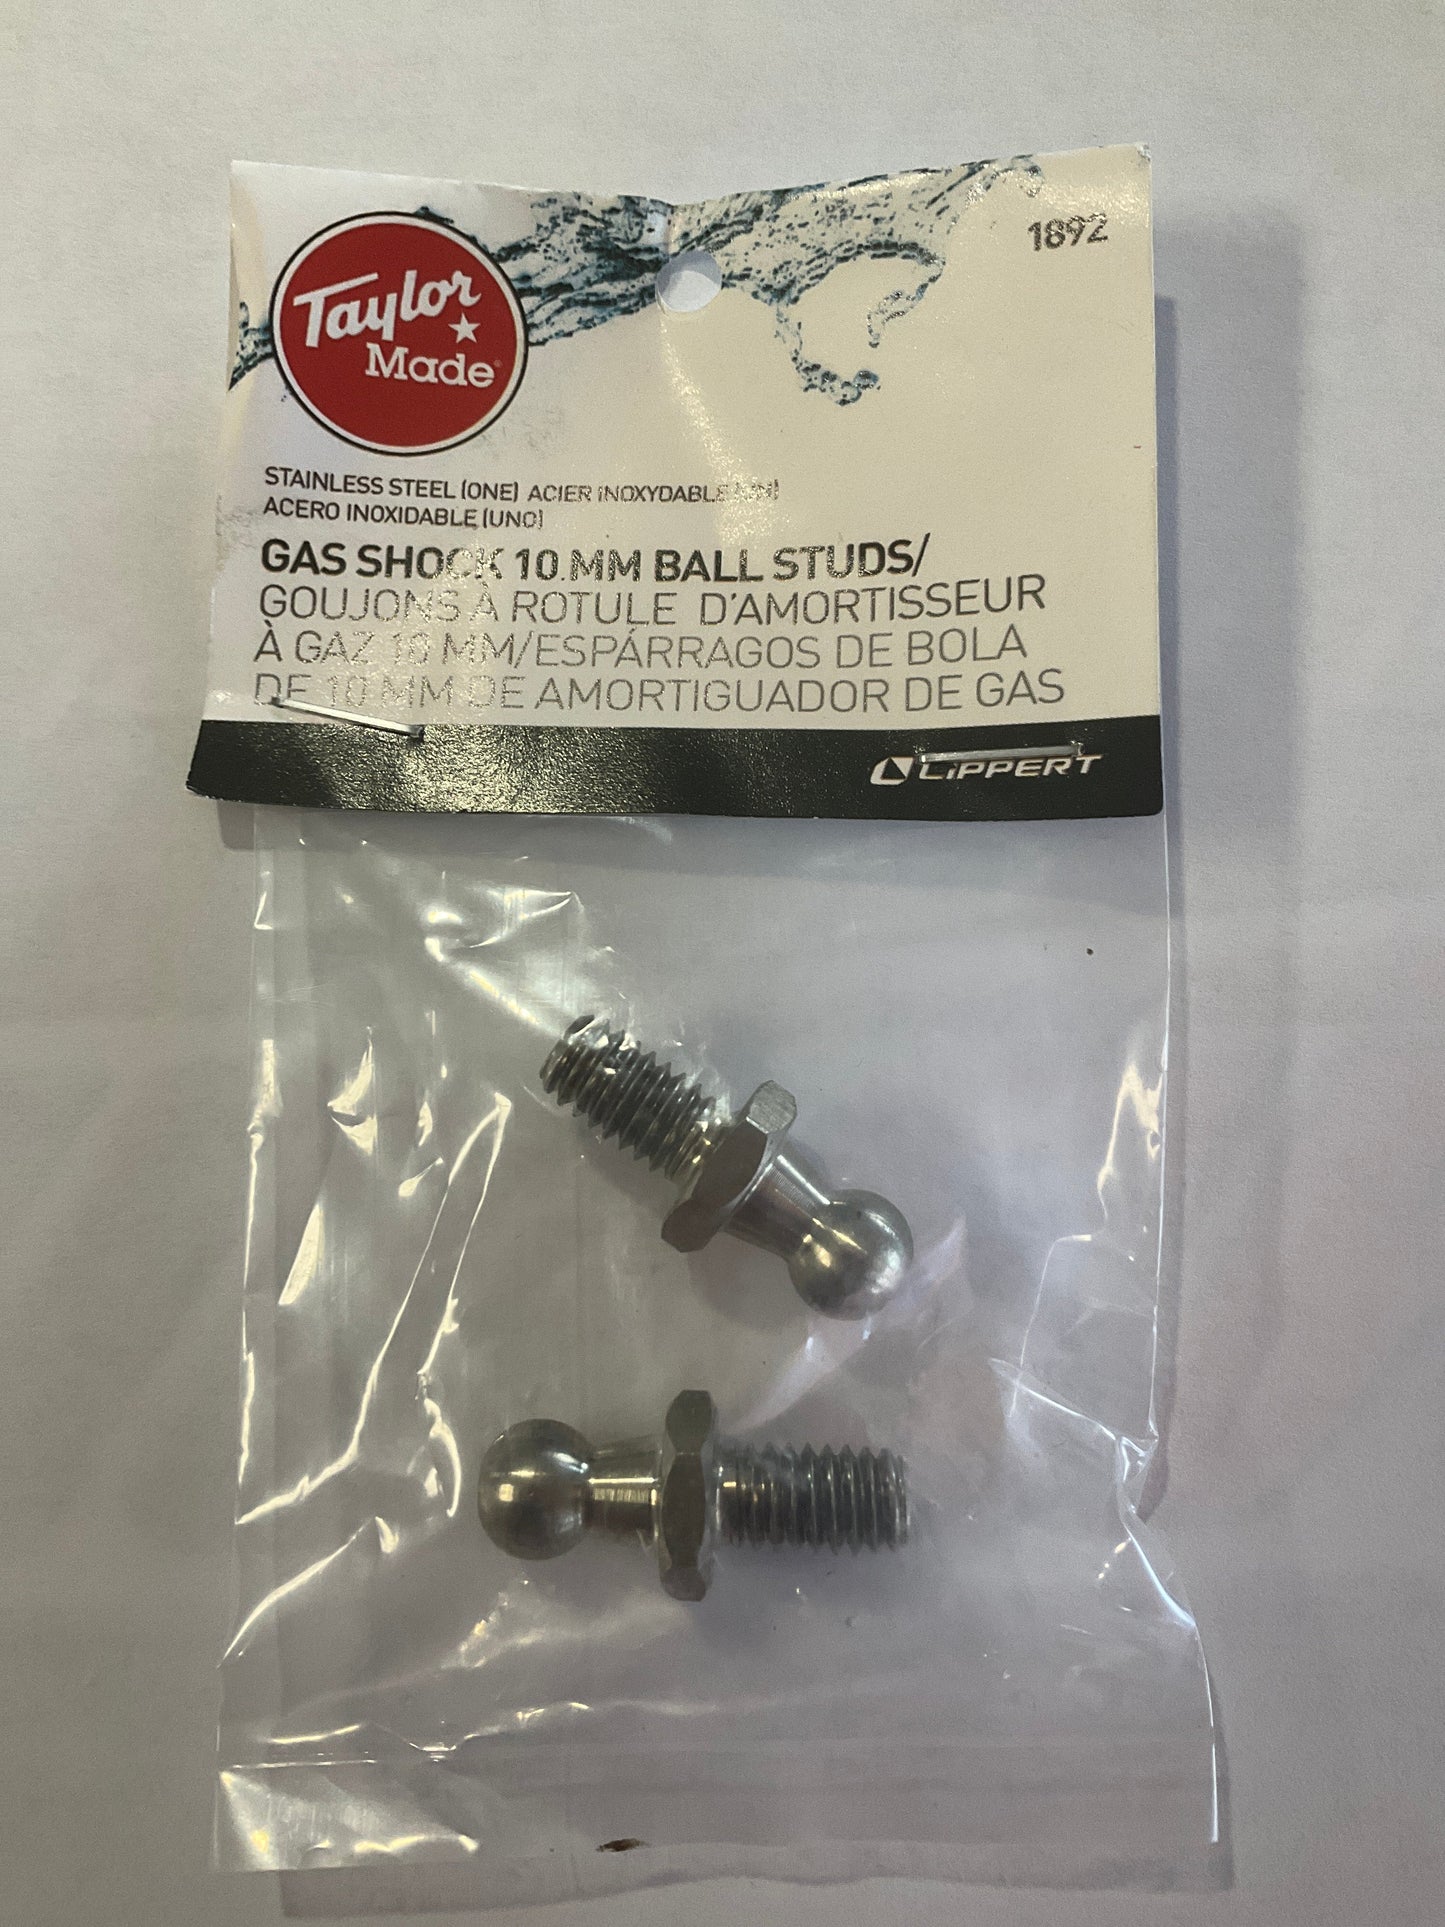 1892
Taylor
Made
STAINLESS STEEL (ONE) ACIER INOXYDABLE (UN)
ACERO INOXIDABLE (UNO)
GAS SHOCK 10 MM BALL STUDS/
GOUJONS À ROTULE D'AMORTISSEUR
À GAZ 10 MM/ESPÁRRAGOS DE BOLA
DE 10 MM DE AMORTIGUADOR DE GAS
LIPPERT